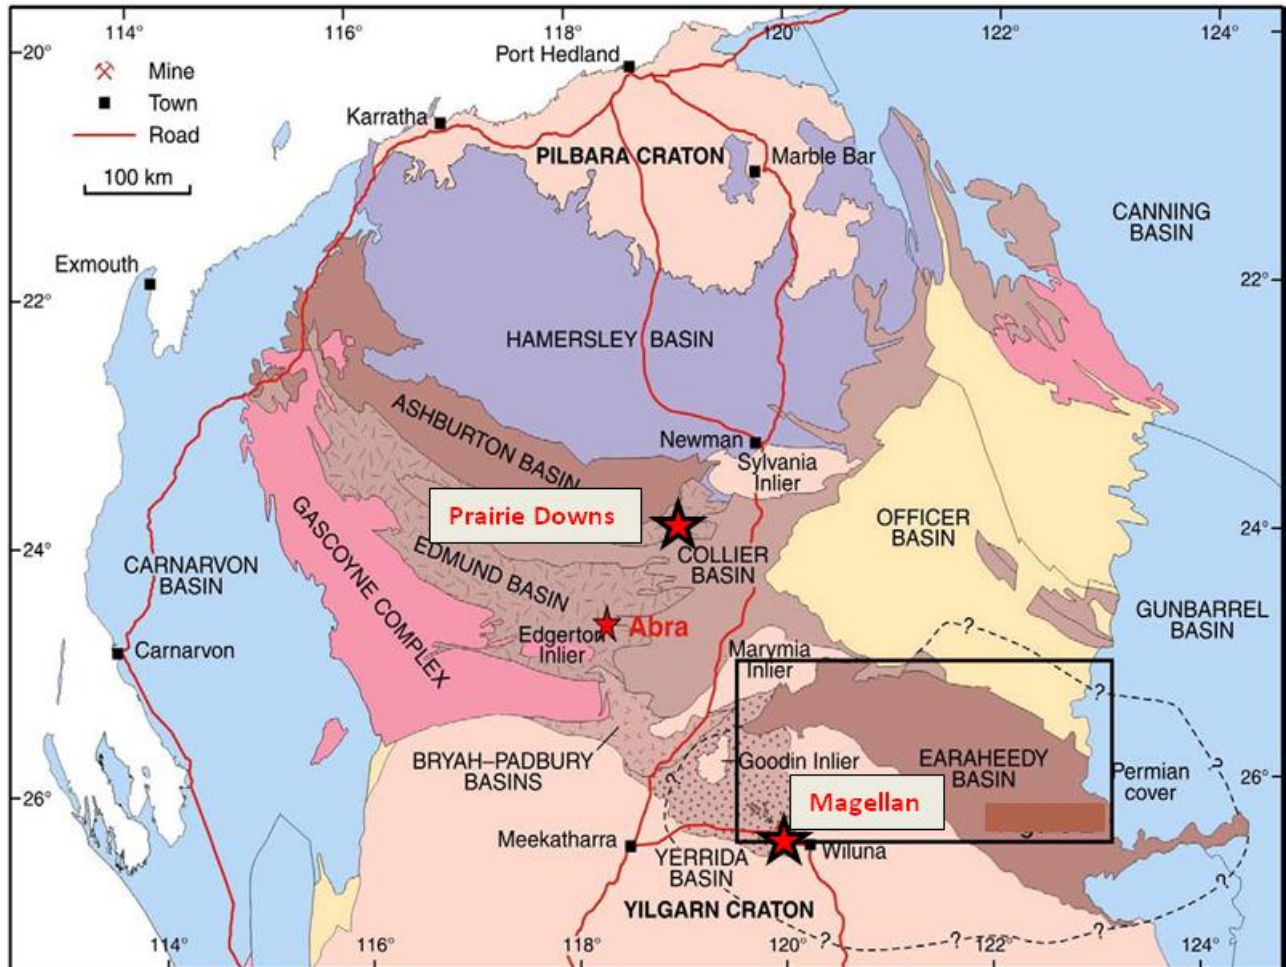 114°
116°
118°
120°
122°
124°
20°
Mine
Town
Road
100 km
Port Hedland
Karratha
PILBARA CRATON
Marble Bar
CANNING
BASIN
Exmouth
22°
22°
HAMERSLEY BASIN
ASHBURTON BASIN
Newman
Sylvania
Inlier
Prairie Downs
GASCOYNE COMPLEX
EDMUND BASIN
COLLIER
BASIN
OFFICER
BASIN
24°
24°
CARNARVON
BASIN
GUNBARREL
BASIN
Abra
Edgerton
Inlier
Carnarvon
Marymia
Inlier
?
?
BRYAH–PADBURY
BASINS
Goodin Inlier
EARAHEEDY
BASIN
Permian
cover
?
?
26°
26°
Magellan
Meekatharra
Wiluna
YERRIDA
BASIN
YILGARN CRATON
?
?
?
?
114°
116°
118°
120°
122°
124°